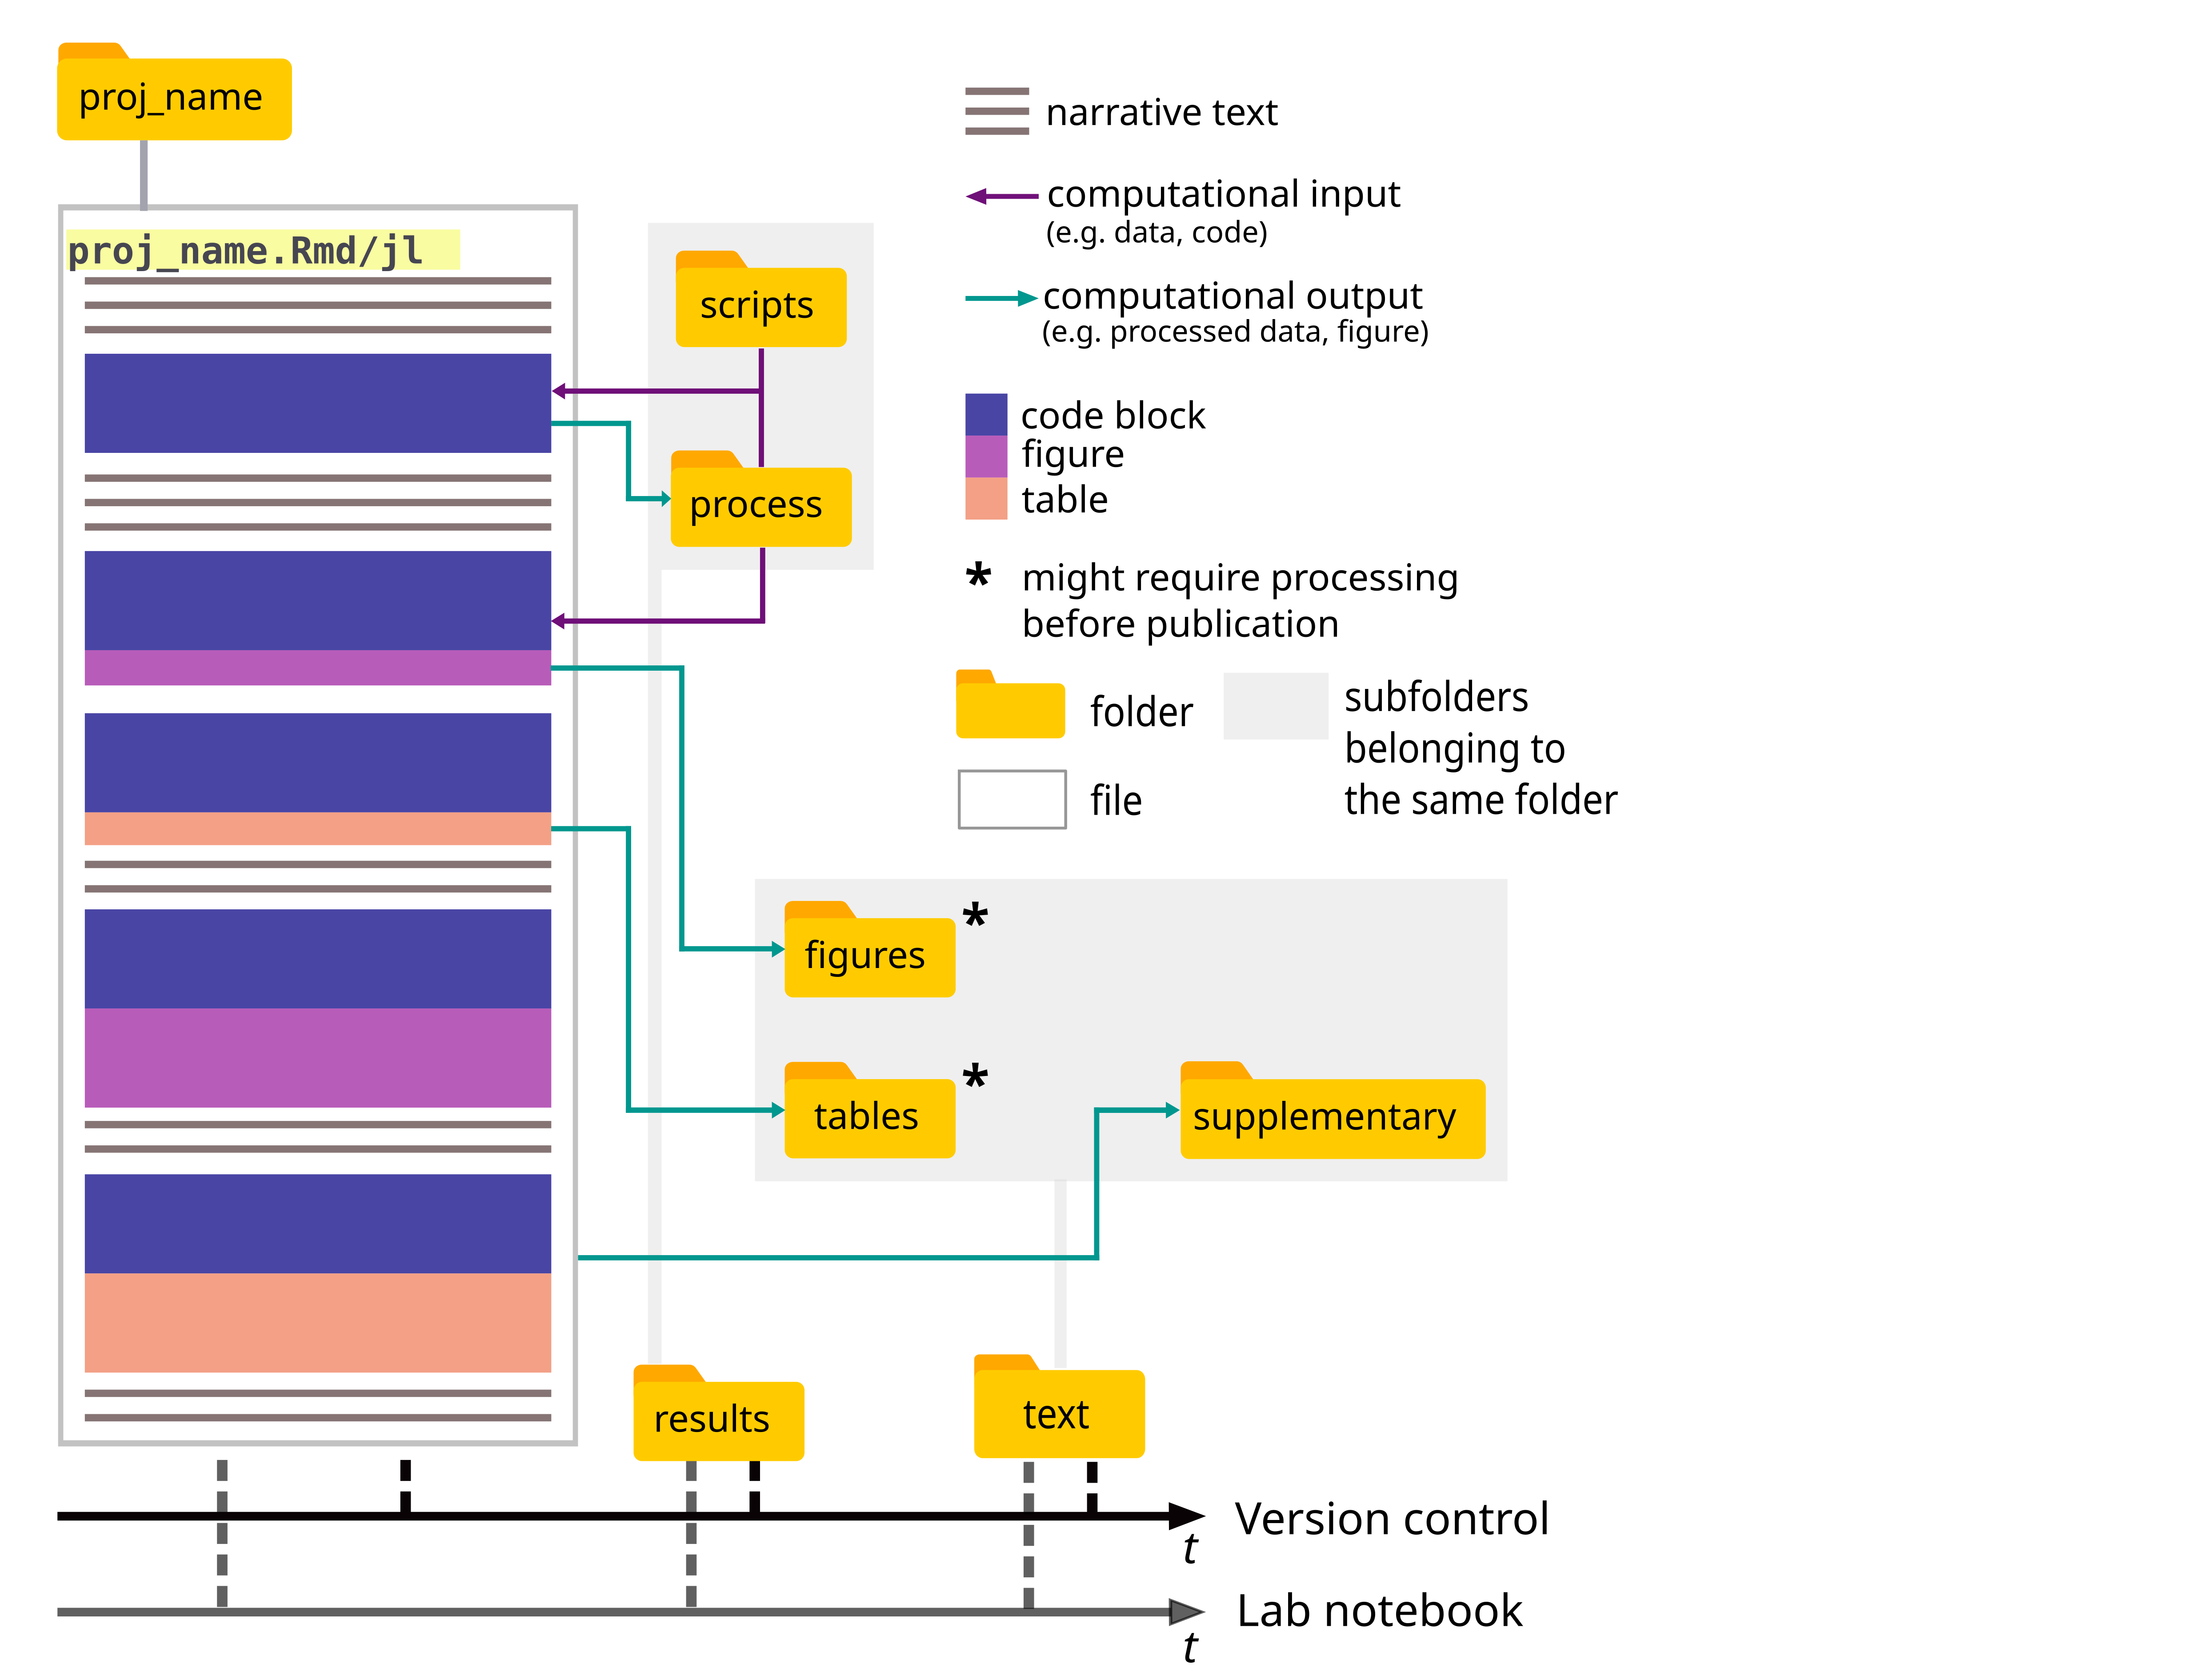 proj_name
proj_name.Rmd/jl
scripts
process
narrative text
computational input
(e.g. data, code)
computational output
(e.g. processed data, figure)
code block
figure
table
* might require processing
before publication
folder
subfolders
belonging to
the same folder
file
figures
*
tables
*
supplementary
results
text
Version control
t
Lab notebook
t